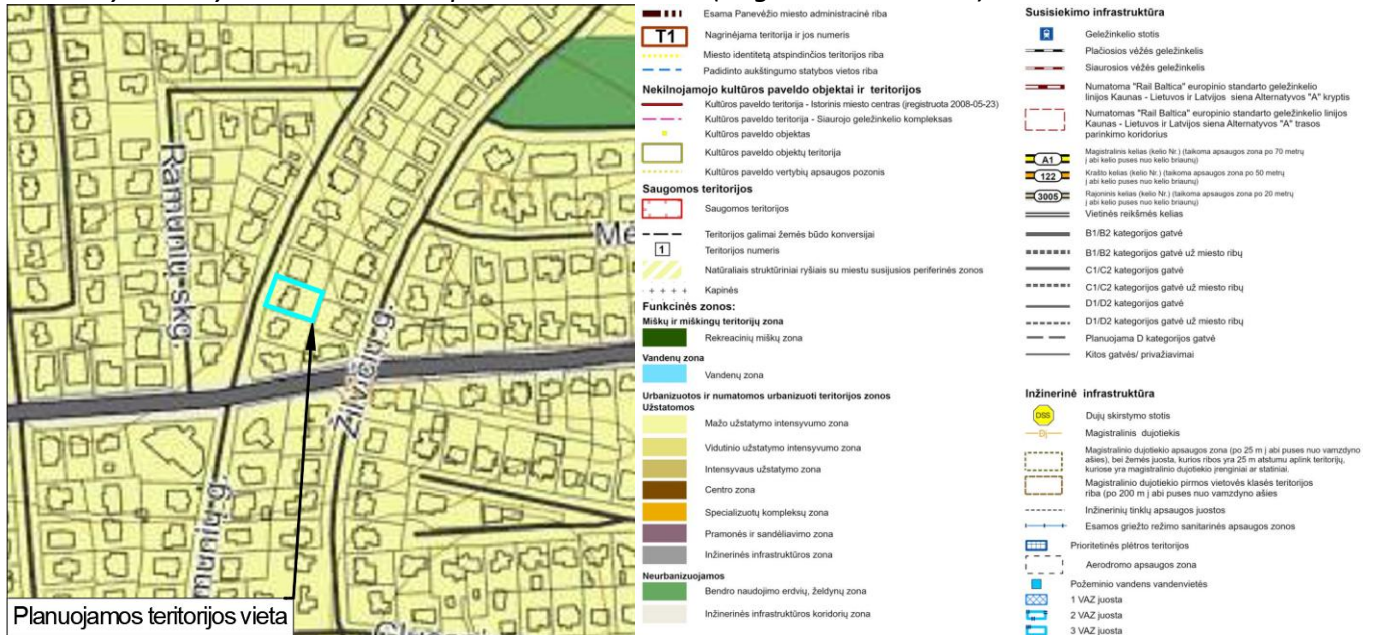 Ramunių skg.
Žilvičių g.
Planuojamos teritorijos vieta
Esama Panevėžio miesto administracinė riba
T1
Nagrinėjama teritorija ir jos numeris
Miesto identitetą atspindinčios teritorijos riba
Padidinto aukštingumo statybos vietos riba
Nekilnojamojo kultūros paveldo objektai ir teritorijos
Kultūros paveldo teritorija - Istorinis miesto centras (įregistruota 2008-05-23)
Kultūros paveldo teritorija - Siaurojo geležinkelio kompleksas
Kultūros paveldo objektas
Kultūros paveldo objektų teritorija
Kultūros paveldo vertybių apsaugos pozonis
Saugomos teritorijos
Saugomos teritorijos
Teritorijos galimai žemės būdo konversijai
1
Teritorijos numeris
Natūraliais struktūriniai ryšiais su miestu susijusios periferinės zonos
Kapinės
Funkcinės zonos:
Miškų ir miškingų teritorijų zona
Rekreacinių miškų zona
Vandenų zona
Vandenų zona
Urbanizuotos ir numatomos urbanizuoti teritorijos zonos
Užstatomos
Mažo užstatymo intensyvumo zona
Vidutinio užstatymo intensyvumo zona
Intensyvaus užstatymo zona
Centro zona
Specializuotų kompleksų zona
Pramonės ir sandėliavimo zona
Inžinerinės infrastruktūros zona
Neurbanizuojamos
Bendro naudojimo erdvių, želdynų zona
Inžinerinės infrastruktūros koridorių zona
Susisiekimo infrastruktūra
Geležinkelio stotis
Plačiosios vėžės geležinkelis
Siaurosios vėžės geležinkelis
Numatoma "Rail Baltica" europinio standarto geležinkelio
linijos Kaunas - Lietuvos ir Latvijos siena Alternatyvos "A" kryptis
Numatomas "Rail Baltica" europinio standarto geležinkelio linijos
Kaunas - Lietuvos ir Latvijos siena Alternatyvos "A" trasos
parinkimo koridorius
A1
Magistralinis kelias (kelio Nr.) (taikoma apsaugos zona po 70 metrų
į abi kelio puses nuo kelio briaunų)
122
Krašto kelias (kelio Nr.) (taikoma apsaugos zona po 50 metrų
į abi kelio puses nuo kelio briaunų)
3005
Rajoninis kelias (kelio Nr.) (taikoma apsaugos zona po 20 metrų
į abi kelio puses nuo kelio briaunų)
Vietinės reikšmės kelias
B1/B2 kategorijos gatvė
B1/B2 kategorijos gatvė už miesto ribų
C1/C2 kategorijos gatvė
C1/C2 kategorijos gatvė už miesto ribų
D1/D2 kategorijos gatvė
D1/D2 kategorijos gatvė už miesto ribų
Planuojama D kategorijos gatvė
Kitos gatvės/ privažiavimai
Inžinerinė infrastruktūra
DSS
Dujų skirstymo stotis
Magistralinis dujotiekis
Magistralinio dujotiekio apsaugos zona (po 25 m į abi puses nuo vamzdyno
ašies), bei žemės juosta, kurios ribos yra 25 m atstumu aplink teritorijų,
kuriose yra magistralinio dujotiekio įrenginiai ar statiniai.
Magistralinio dujotiekio pirmos vietovės klasės teritorijos
riba (po 200 m į abi puses nuo vamzdyno ašies
Inžinerinių tinklų apsaugos juostos
Esamos griežto režimo sanitarinės apsaugos zonos
Prioritetinės plėtros teritorijos
Aerodromo apsaugos zona
Požeminio vandens vandenvietės
1 VAZ juosta
2 VAZ juosta
3 VAZ juosta